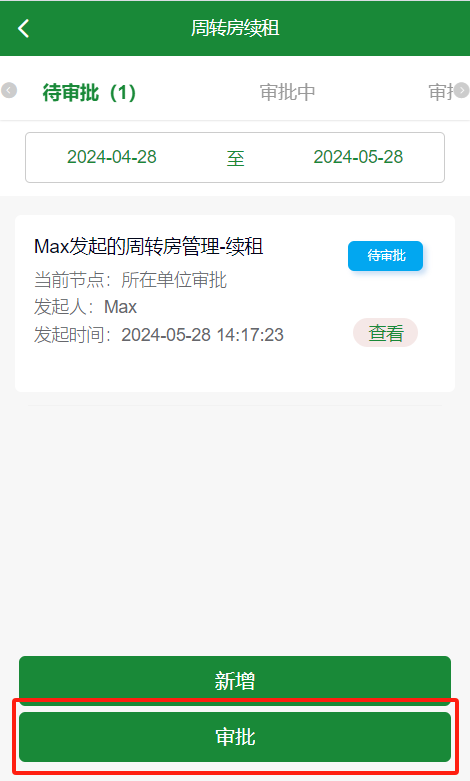 周转房续租
待审批（1） 审批中 审
2024-04-28 至 2024-05-28
Max发起的周转房管理-续租 待审批
当前节点：所在单位审批
发起人：Max
发起时间：2024-05-28 14:17:23 查看
新增
审批